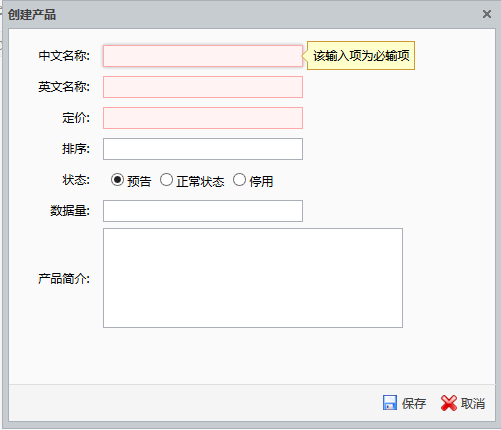 创建产品
中文名称:
该输入项为必输项
英文名称:
定价:
排序:
状态: 预告 正常状态 停用
数据量:
产品简介:
保存 取消